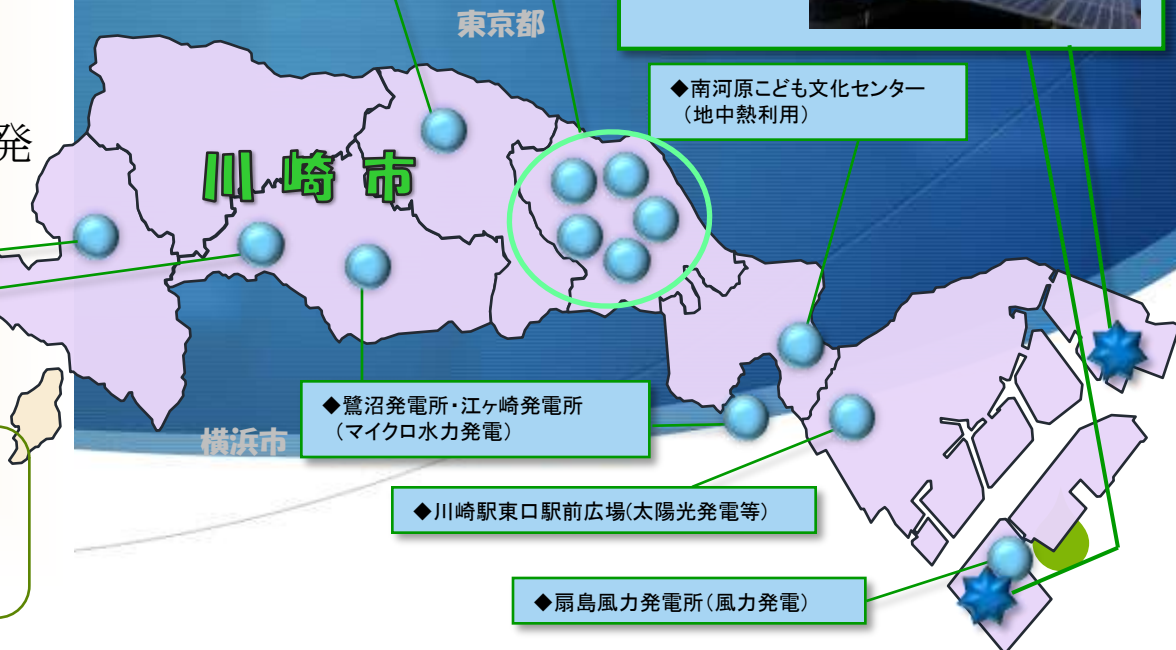 東京都
◆南河原こども文化センター
（地中熱利用）
発
川崎市
◆鷺沼発電所・江ヶ崎発電所
（マイクロ水力発電）
横浜市
◆川崎駅東口駅前広場(太陽光発電等)
◆扇島風力発電所（風力発電）